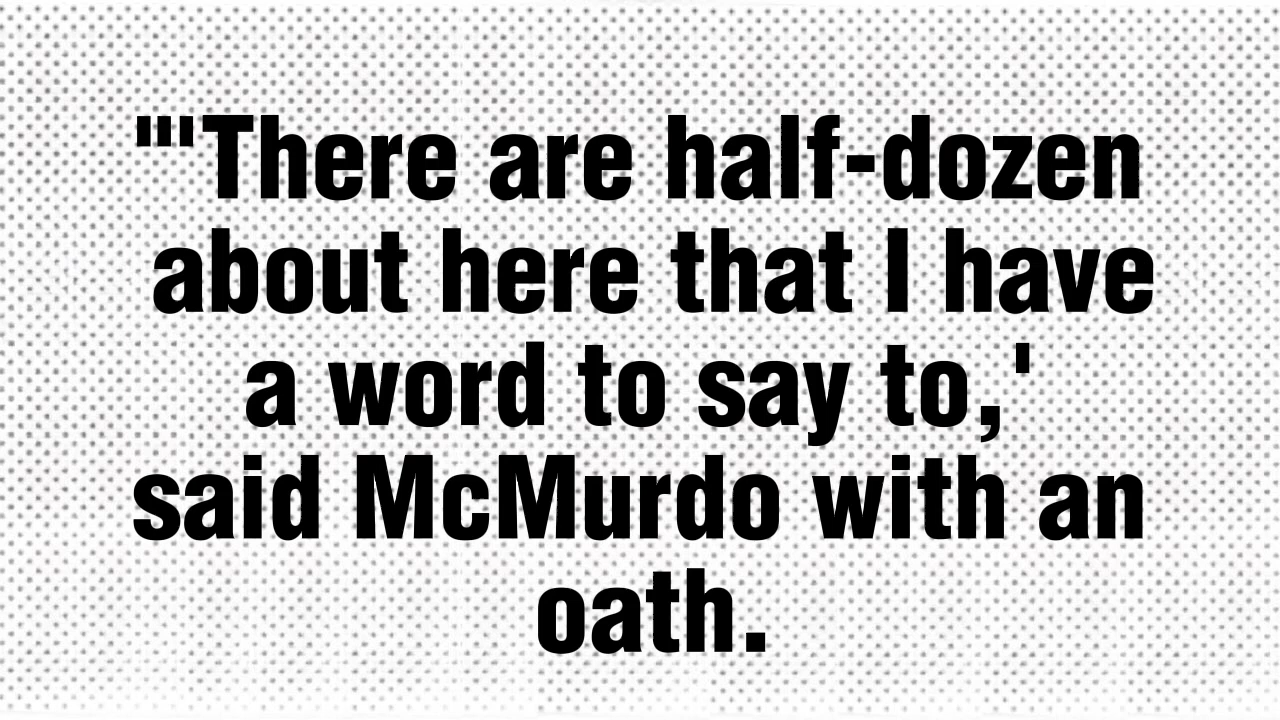 "'There are half-dozen
about here that I have
a word to say to,'
said McMurdo with an
oath.